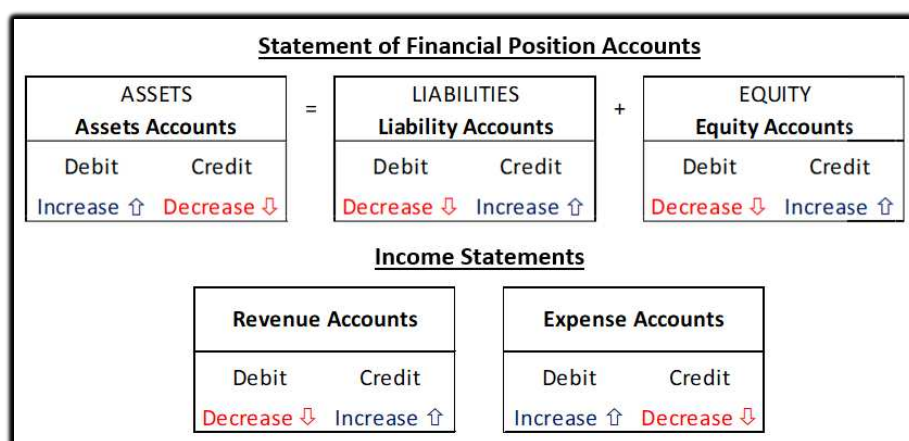 Statement of Financial Position Accounts
ASSETS = LIABILITIES + EQUITY
Assets Accounts Liability Accounts Equity Accounts
Debit Credit Debit Credit Debit Credit
Increase ⇧ Decrease ⇩ Decrease ⇩ Increase ⇧ Decrease ⇩ Increase ⇧
Income Statements
Revenue Accounts Expense Accounts
Debit Credit Debit Credit
Decrease ⇩ Increase ⇧ Increase ⇧ Decrease ⇩